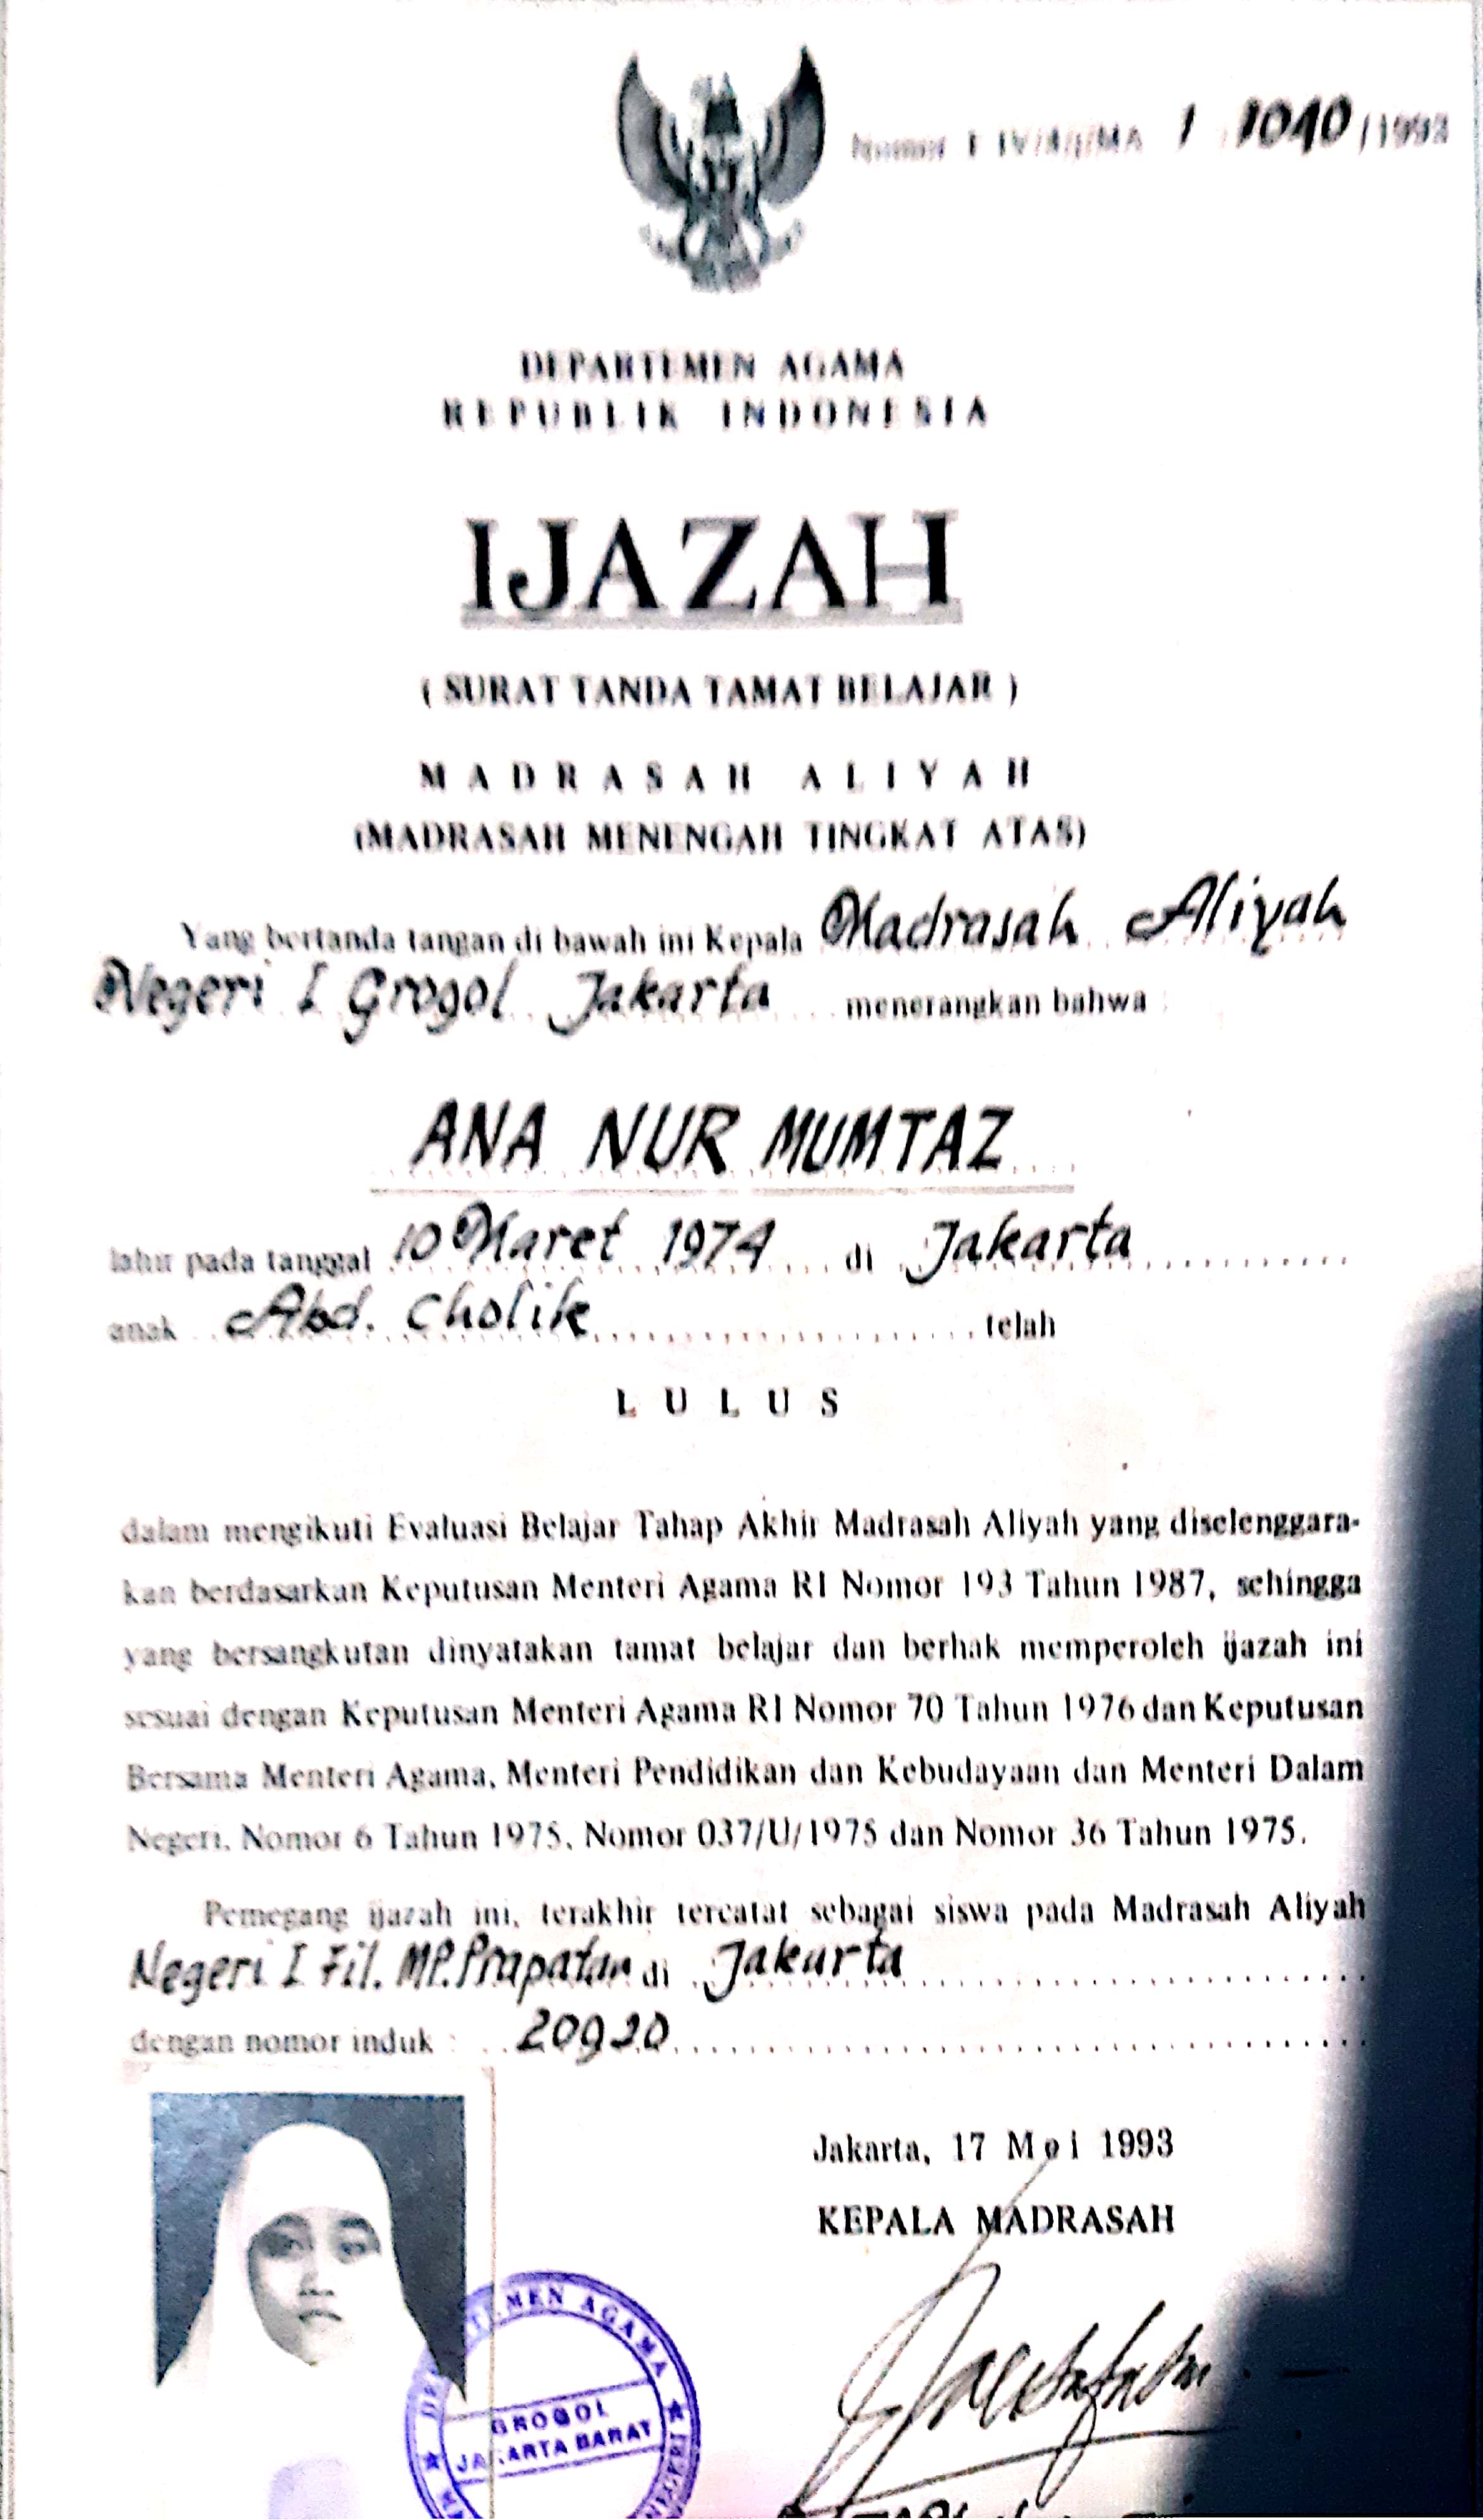 Nomor : IV/A/I/MA / 1040/1993
DEPARTEMEN AGAMA
REPUBLIK INDONESIA
IJAZAH
( SURAT TANDA TAMAT BELAJAR )
MADRASAH ALIYAH
(MADRASAH MENENGAH TINGKAT ATAS)
Yang bertanda tangan di bawah ini Kepala Madrasah Aliyah
Negeri I Grogol Jakarta menerangkan bahwa :
ANA NUR MUMTAZ
lahir pada tanggal 10 Maret 1974 di Jakarta
anak Abd. Cholik telah
LULUS
dalam mengikuti Evaluasi Belajar Tahap Akhir Madrasah Aliyah yang diselenggara-
kan berdasarkan Keputusan Menteri Agama RI Nomor 193 Tahun 1987, sehingga
yang bersangkutan dinyatakan tamat belajar dan berhak memperoleh ijazah ini
sesuai dengan Keputusan Menteri Agama RI Nomor 70 Tahun 1976 dan Keputusan
Bersama Menteri Agama, Menteri Pendidikan dan Kebudayaan dan Menteri Dalam
Negeri, Nomor 6 Tahun 1975, Nomor 037/U/1975 dan Nomor 36 Tahun 1975.
Pemegang ijazah ini, terakhir tercatat sebagai siswa pada Madrasah Aliyah
Negeri I Fil. MP. Prapatan di Jakarta
dengan nomor induk : 20920
Jakarta, 17 Mei 1993
KEPALA MADRASAH
AGAMA
GROGOL
JAKARTA BARAT
NEGERI